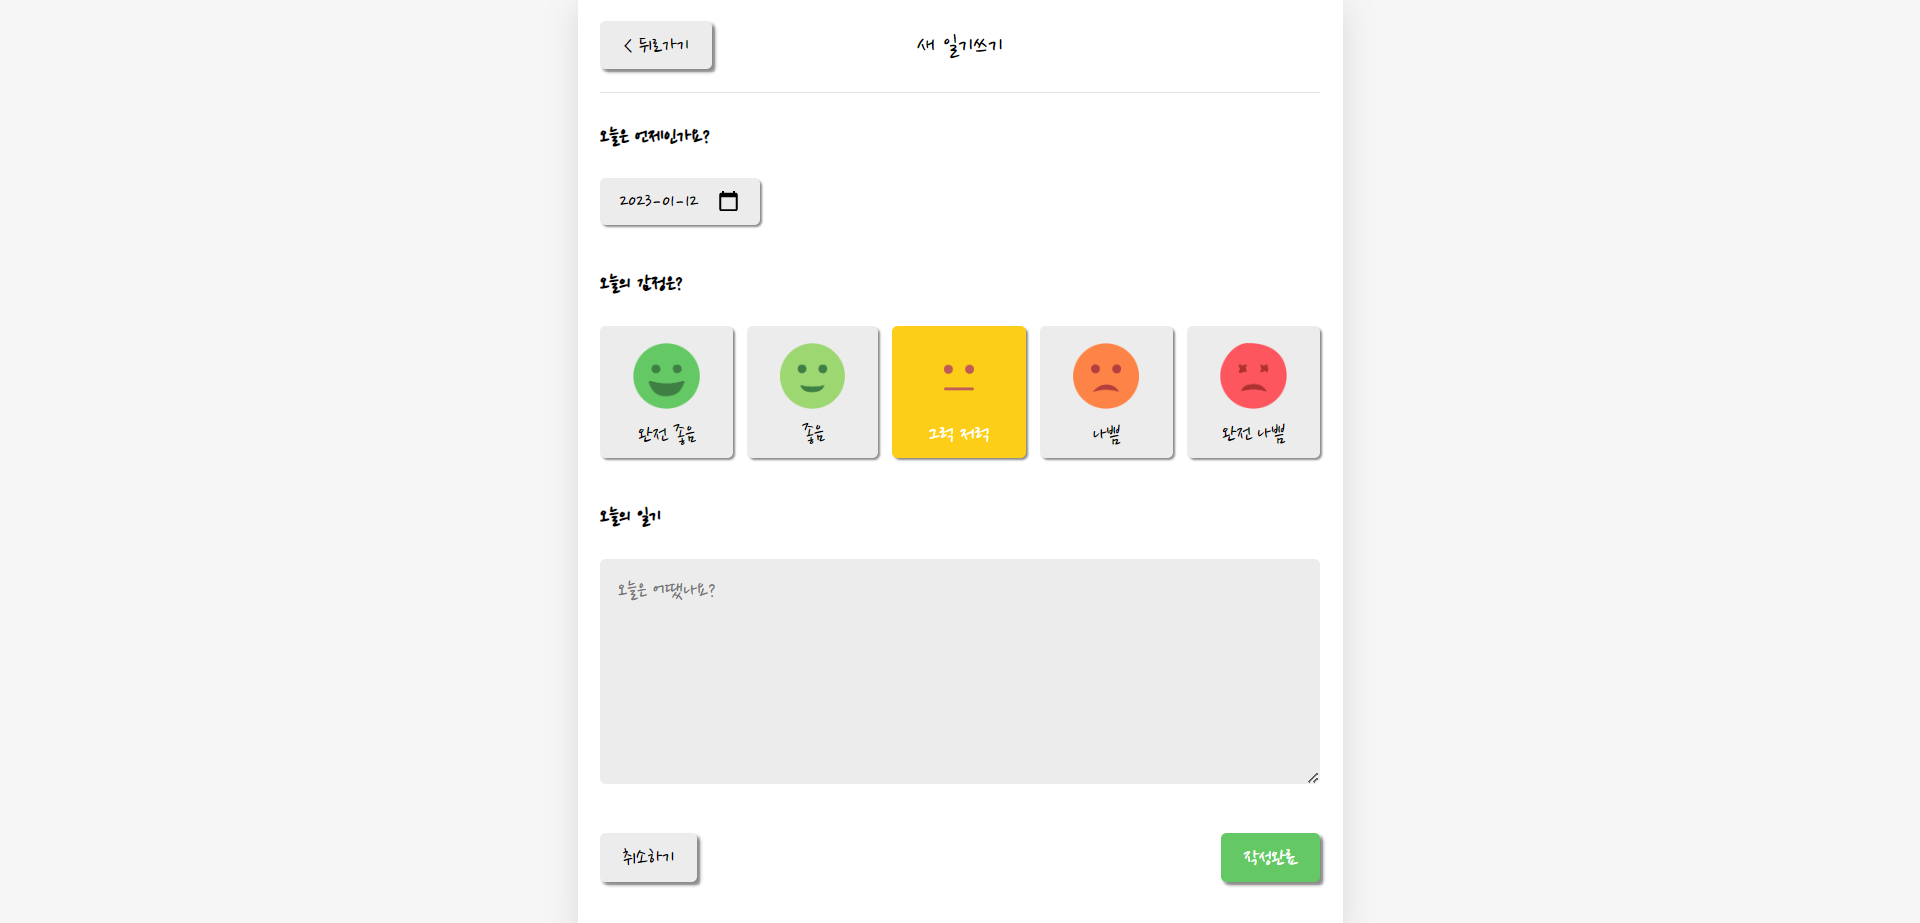 < 뒤로가기
새 일기쓰기
오늘은 언제인가요?
2023-01-12
오늘의 감정은?
완전 좋음
좋음
그럭 저럭
나쁨
완전 나쁨
오늘의 일기
오늘은 어땠나요?
취소하기
작성완료